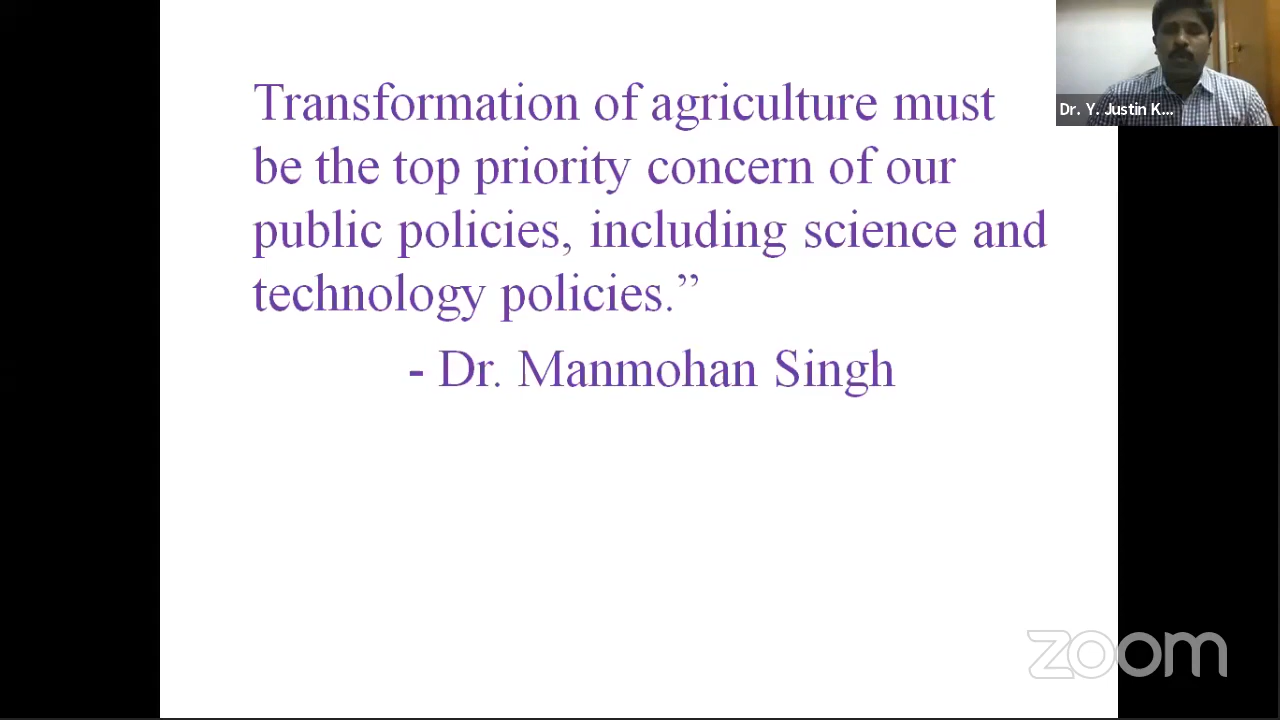 Transformation of agriculture must
be the top priority concern of our
public policies, including science and
technology policies.”
- Dr. Manmohan Singh
Dr. Y. Justin K...
zoom